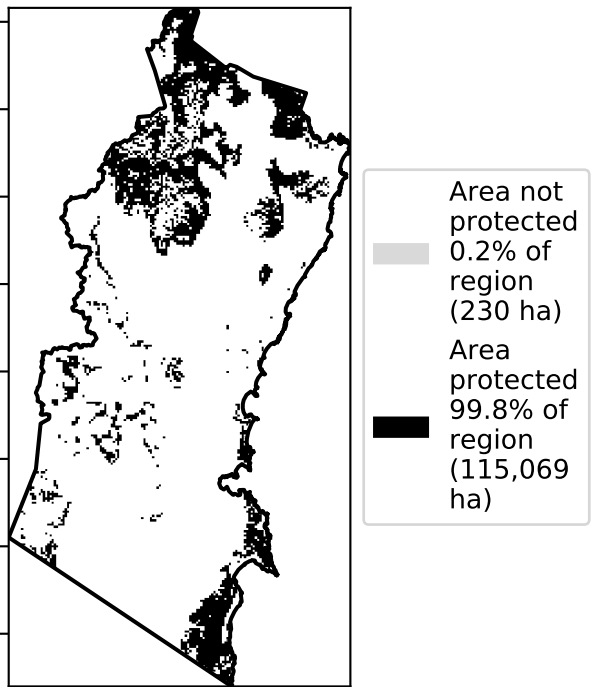 Area not
protected
0.2% of
region
(230 ha)
Area
protected
99.8% of
region
(115,069
ha)